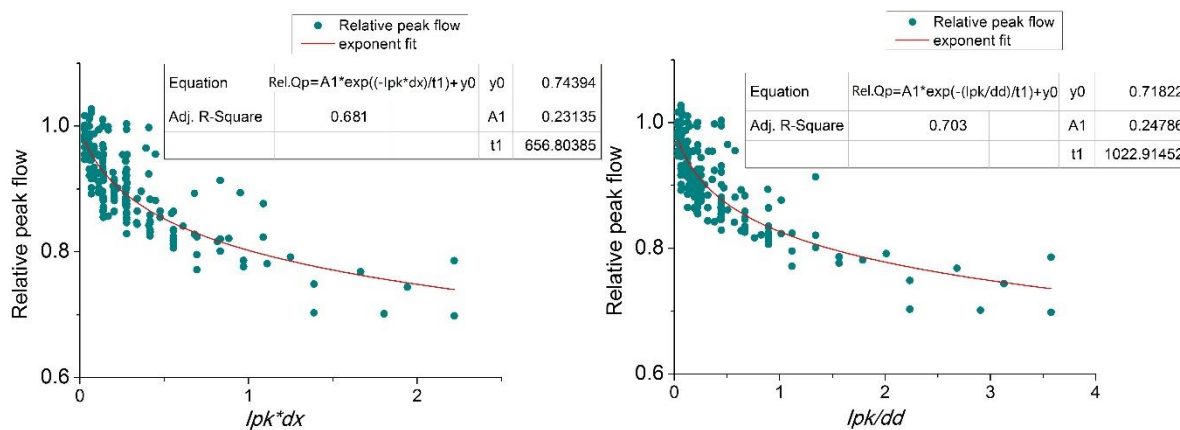 Relative peak flow
exponent fit
Equation Rel.Qp=A1*exp((-Ipk*dx)/t1)+y0 y0 0.74394
Adj. R-Square 0.681 A1 0.23135
t1 656.80385
1.0
0.8
0.6
Relative peak flow
0 1 2
Ipk*dx
Relative peak flow
exponent fit
Equation Rel.Qp=A1*exp(-(Ipk/dd)/t1)+y0 y0 0.71822
Adj. R-Square 0.703 A1 0.24786
t1 1022.91452
1.0
0.8
0.6
Relative peak flow
0 1 2 3 4
Ipk/dd